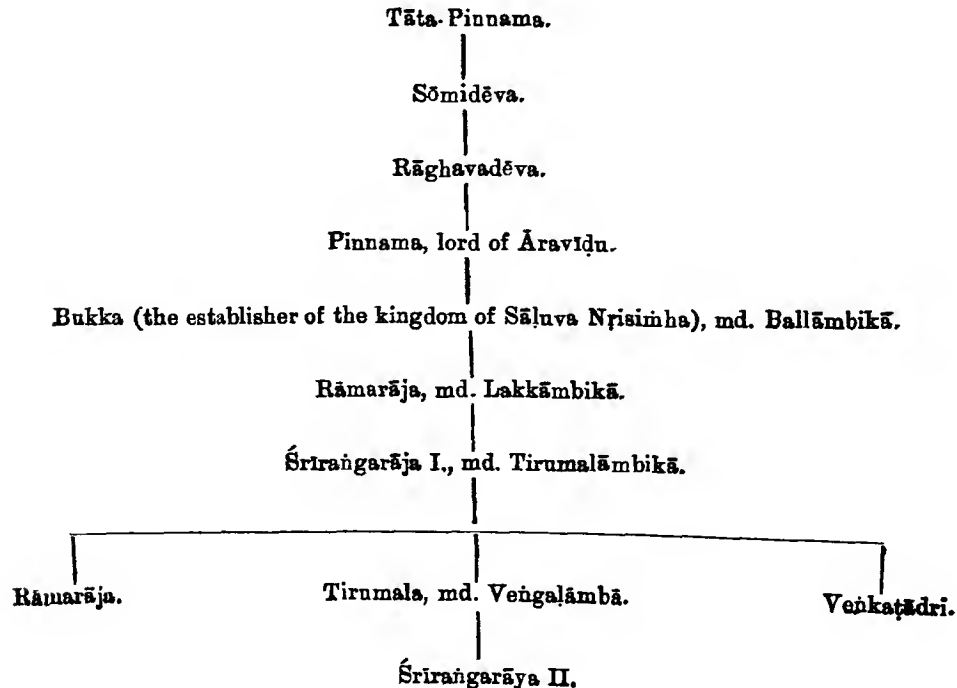 Tāta-Pinnama.
Sōmidēva.
Rāghavadēva.
Pinnama, lord of Āravīḍu.
Bukka (the establisher of the kingdom of Sāḷuva Nṛisiṁha), md. Ballāmbikā.
Rāmarāja, md. Lakkāmbikā.
Śrīraṅgarāja I., md. Tirumalāmbikā.
Rāmarāja. Tirumala, md. Veṅgaḷāmbā. Veṅkaṭādri.
Śrīraṅgarāya II.